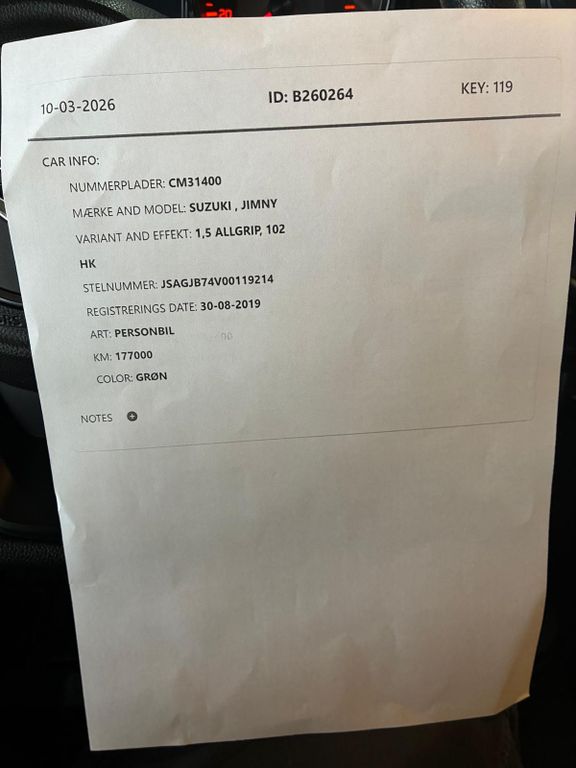 20
10-03-2026
ID: B260264
KEY: 119
CAR INFO:
NUMMERPLADER: CM31400
MÆRKE AND MODEL: SUZUKI , JIMNY
VARIANT AND EFFEKT: 1,5 ALLGRIP, 102
HK
STELNUMMER: JSAGJB74V00119214
REGISTRERINGS DATE: 30-08-2019
ART: PERSONBIL
KM: 177000
COLOR: GRØN
NOTES